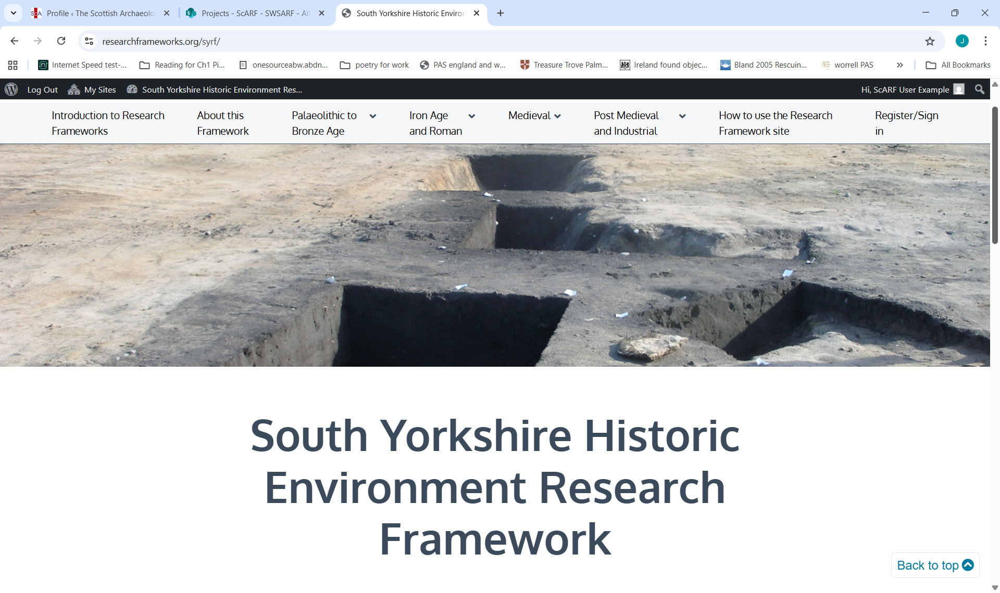 Profile ‹ The Scottish Archaeolo
Projects - ScARF - SWSARF - All
South Yorkshire Historic Environ
researchframeworks.org/syrf/
J
Internet Speed test-...
Reading for Ch1 Pi...
onesourceabw.abdn...
poetry for work
PAS england and w...
Treasure Trove Palm...
Ireland found objec...
Bland 2005 Rescuin...
worrell PAS
All Bookmarks
Log Out
My Sites
South Yorkshire Historic Environment Res...
Hi, ScARF User Example
Introduction to Research
Frameworks
About this
Framework
Palaeolithic to
Bronze Age
Iron Age
and Roman
Medieval
Post Medieval
and Industrial
How to use the Research
Framework site
Register/Sign
in
South Yorkshire Historic
Environment Research
Framework
Back to top